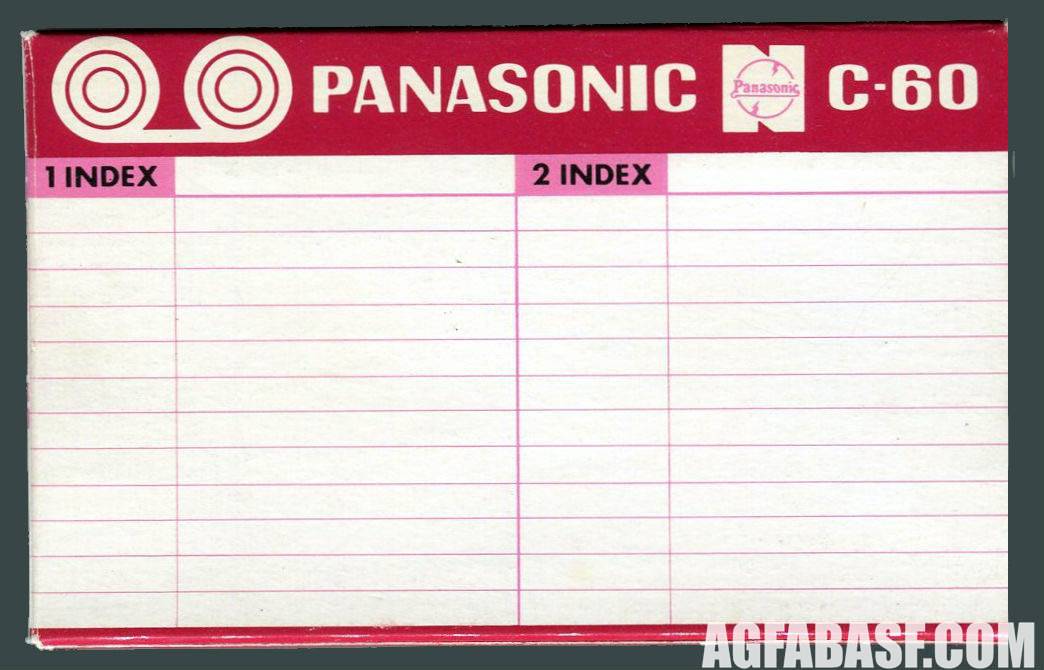 PANASONIC Panasonic C-60
1 INDEX 2 INDEX
AGFABASF.COM